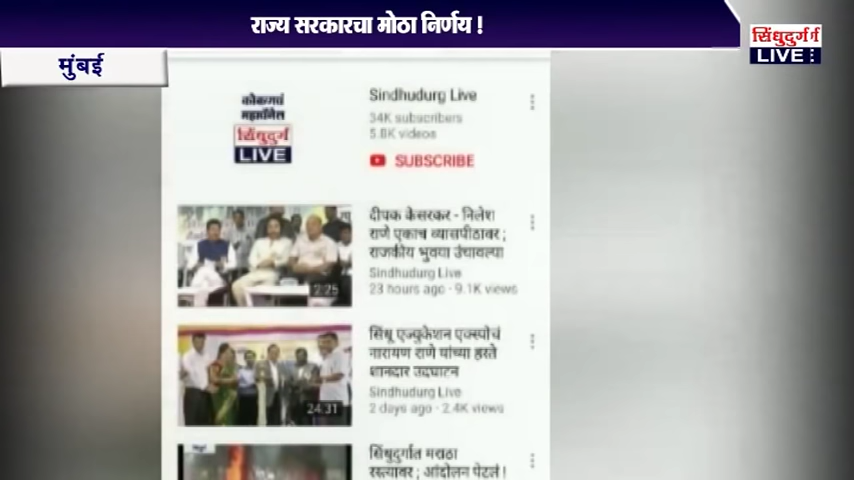 राज्य सरकारचा मोठा निर्णय !
सिंधुदुर्ग
LIVE
मुंबई
कोकणचं
महाचॅनेल
सिंधुदुर्ग
LIVE
Sindhudurg Live
34K subscribers
5.8K videos
SUBSCRIBE
दीपक केसरकर - निलेश
राणे एकाच व्यासपीठावर ;
राजकीय भुवया उंचावल्या
Sindhudurg Live
23 hours ago · 9.1K views
2:25
सिंधू एज्युकेशन एक्स्पोचं
नारायण राणे यांच्या हस्ते
शानदार उदघाटन
Sindhudurg Live
2 days ago · 2.4K views
24:31
सिंधुदुर्गात मराठा
रस्त्यावर ; आंदोलन पेटलं !